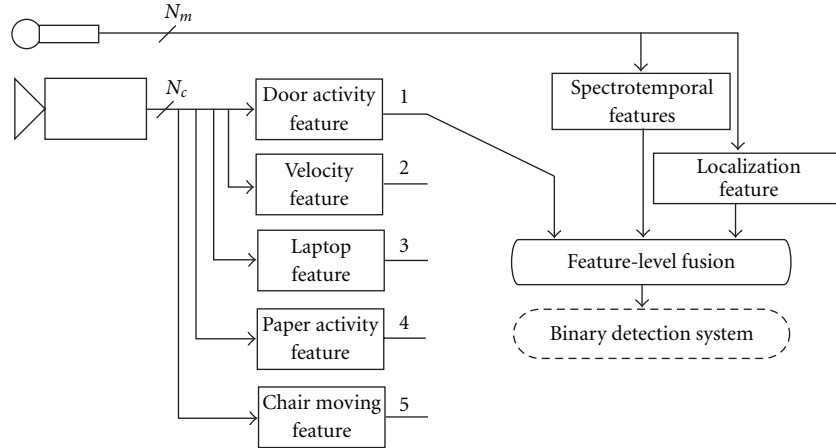 N_m
N_c
Door activity
feature
1
Velocity
feature
2
Laptop
feature
3
Paper activity
feature
4
Chair moving
feature
5
Spectrotemporal
features
Localization
feature
Feature-level fusion
Binary detection system